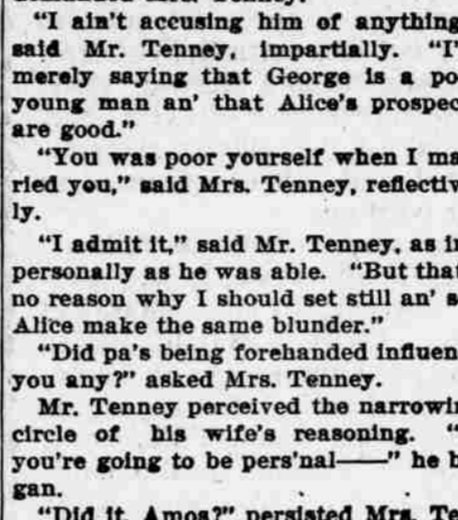 "I ain't accusing him of anything
said Mr. Tenney, impartially. "I'
merely saying that George is a po
young man an' that Alice's prospec
are good."
"You was poor yourself when I ma
ried you," said Mrs. Tenney, reflectiv
ly.
"I admit it," said Mr. Tenney, as i
personally as he was able. "But that
no reason why I should set still an' s
Alice make the same blunder."
"Did pa's being forehanded influen
you any?" asked Mrs. Tenney.
Mr. Tenney perceived the narrowi
circle of his wife's reasoning. "
you're going to be pers'nal——" he b
gan.
"Did it, Amos?" persisted Mrs. Te